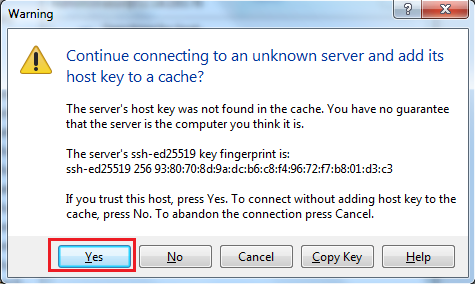 Warning
?
Continue connecting to an unknown server and add its
host key to a cache?
The server's host key was not found in the cache. You have no guarantee
that the server is the computer you think it is.
The server's ssh-ed25519 key fingerprint is:
ssh-ed25519 256 93:80:70:8d:9a:dc:b6:c8:f4:96:72:f7:b8:01:d3:c3
If you trust this host, press Yes. To connect without adding host key to the
cache, press No. To abandon the connection press Cancel.
Yes No Cancel Copy Key Help